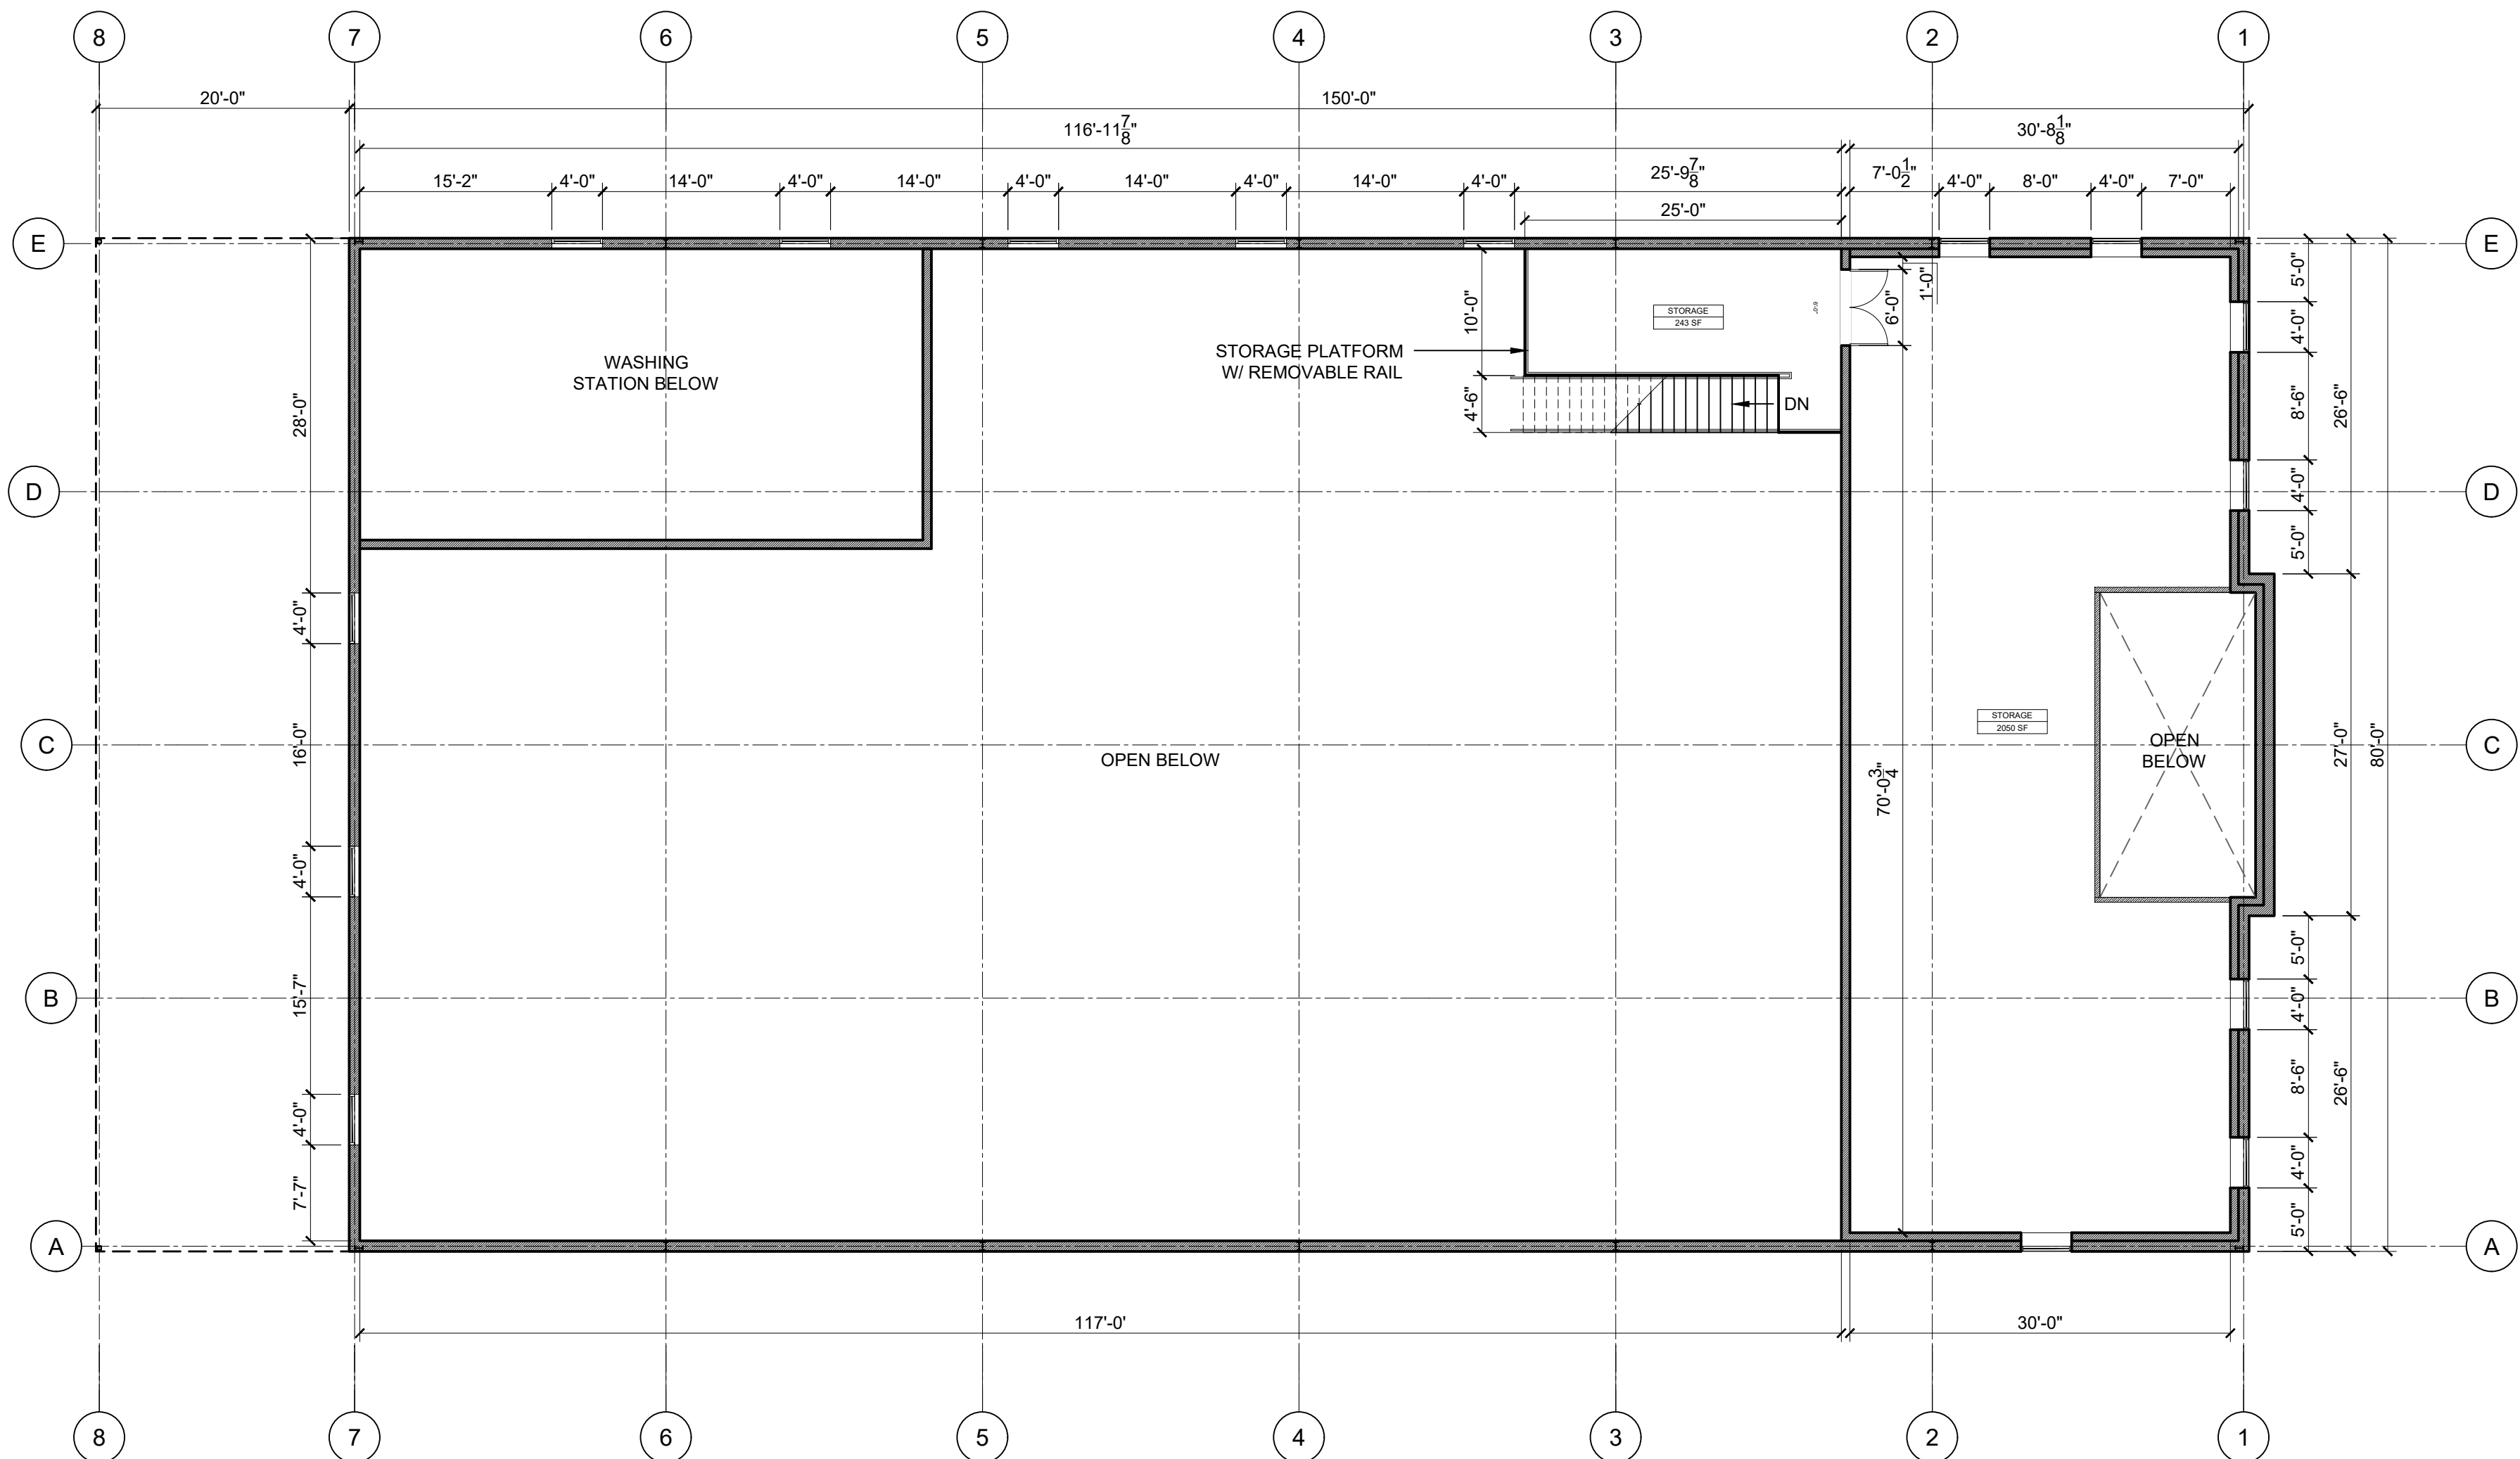 8 7 6 5 4 3 2 1
20'-0" 150'-0"
116'-11 7/8" 30'-8 1/8"
15'-2" 4'-0" 14'-0" 4'-0" 14'-0" 4'-0" 14'-0" 4'-0" 14'-0" 4'-0" 25'-9 7/8" 7'-0 1/2" 4'-0" 8'-0" 4'-0" 7'-0"
25'-0"
E E
5'-0"
1'-0"
10'-0"
6'-0"
STORAGE
243 SF
4'-0"
STORAGE PLATFORM
W/ REMOVABLE RAIL
WASHING
STATION BELOW
4'-6"
DN
28'-0"
8'-6"
26'-6"
D D
4'-0"
5'-0"
4'-0"
STORAGE
2050 SF
16'-0"
C C
OPEN
BELOW
27'-0"
80'-0"
OPEN BELOW
70'-0 3/4"
4'-0"
5'-0"
15'-7"
B B
4'-0"
8'-6"
26'-6"
4'-0"
4'-0"
7'-7"
5'-0"
A A
117'-0' 30'-0"
8 7 6 5 4 3 2 1